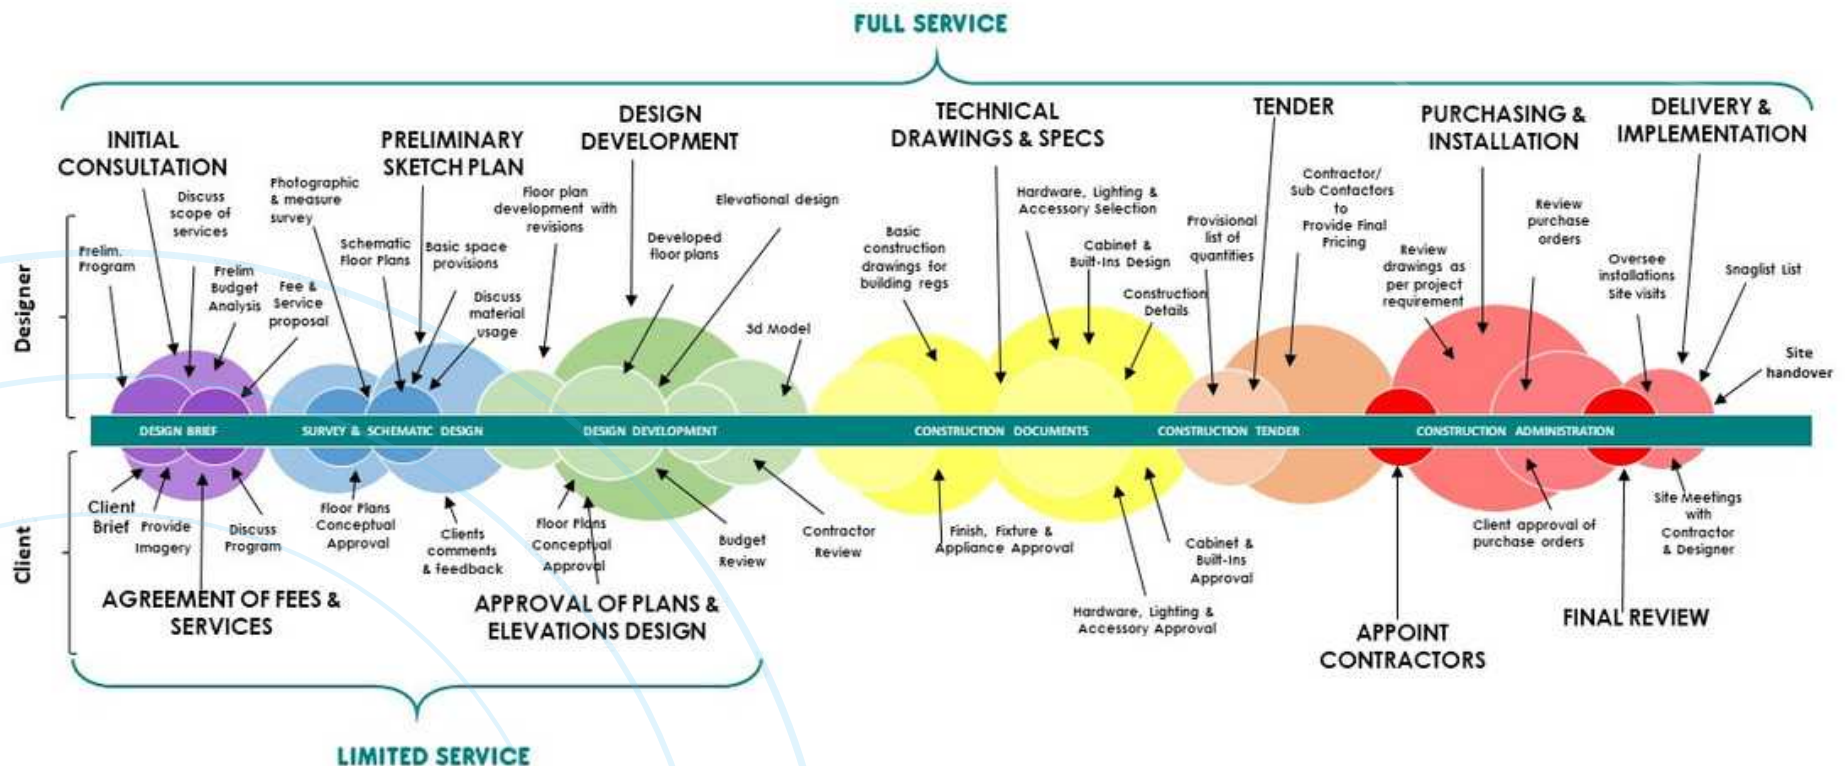 FULL SERVICE
INITIAL
CONSULTATION
PRELIMINARY
SKETCH PLAN
DESIGN
DEVELOPMENT
TECHNICAL
DRAWINGS & SPECS
TENDER
PURCHASING &
INSTALLATION
DELIVERY &
IMPLEMENTATION
Designer
Prelim.
Program
Discuss
scope of
services
Prelim
Budget
Analysis
Fee &
Service
proposal
Photographic
& measure
survey
Schematic
Floor Plans
Basic space
provisions
Discuss
material
usage
Floor plan
development with
revisions
Developed
floor plans
Elevational design
3d Model
Basic
construction
drawings for
building regs
Hardware, Lighting &
Accessory Selection
Cabinet &
Built-Ins Design
Construction
Details
Provisional
list of
quantities
Contractor/
Sub Contactors
to
Provide Final
Pricing
Review
drawings as
per project
requirement
Review
purchase
orders
Oversee
installations
Site visits
Snaglist List
Site
handover
DESIGN BRIEF
SURVEY & SCHEMATIC DESIGN
DESIGN DEVELOPMENT
CONSTRUCTION DOCUMENTS
CONSTRUCTION TENDER
CONSTRUCTION ADMINISTRATION
Client
Client
Brief
Provide
Imagery
Discuss
Program
Floor Plans
Conceptual
Approval
Clients
comments
& feedback
Floor Plans
Conceptual
Approval
Budget
Review
Contractor
Review
Finish, Fixture &
Appliance Approval
Hardware, Lighting &
Accessory Approval
Cabinet &
Built-Ins
Approval
Client approval of
purchase orders
Site Meetings
with
Contractor
& Designer
AGREEMENT OF FEES &
SERVICES
APPROVAL OF PLANS &
ELEVATIONS DESIGN
APPOINT
CONTRACTORS
FINAL REVIEW
LIMITED SERVICE